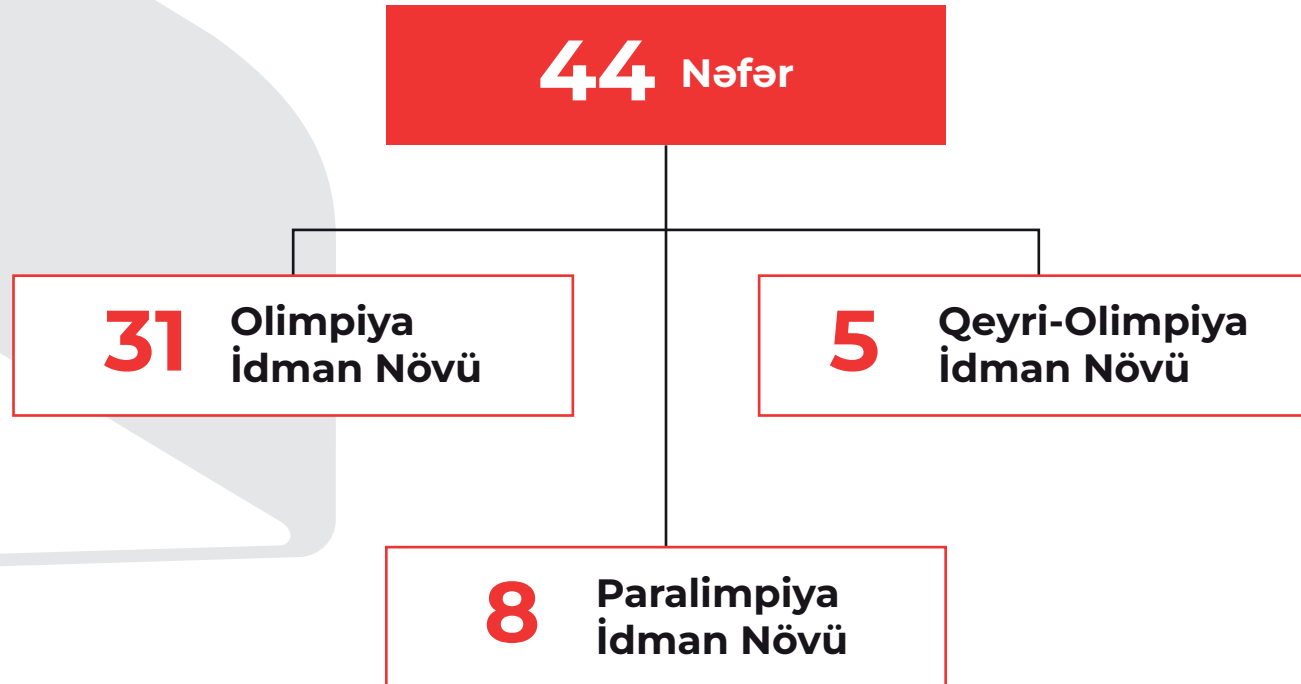 44 Nəfər
31 Olimpiya
İdman Növü
5 Qeyri-Olimpiya
İdman Növü
8 Paralimpiya
İdman Növü